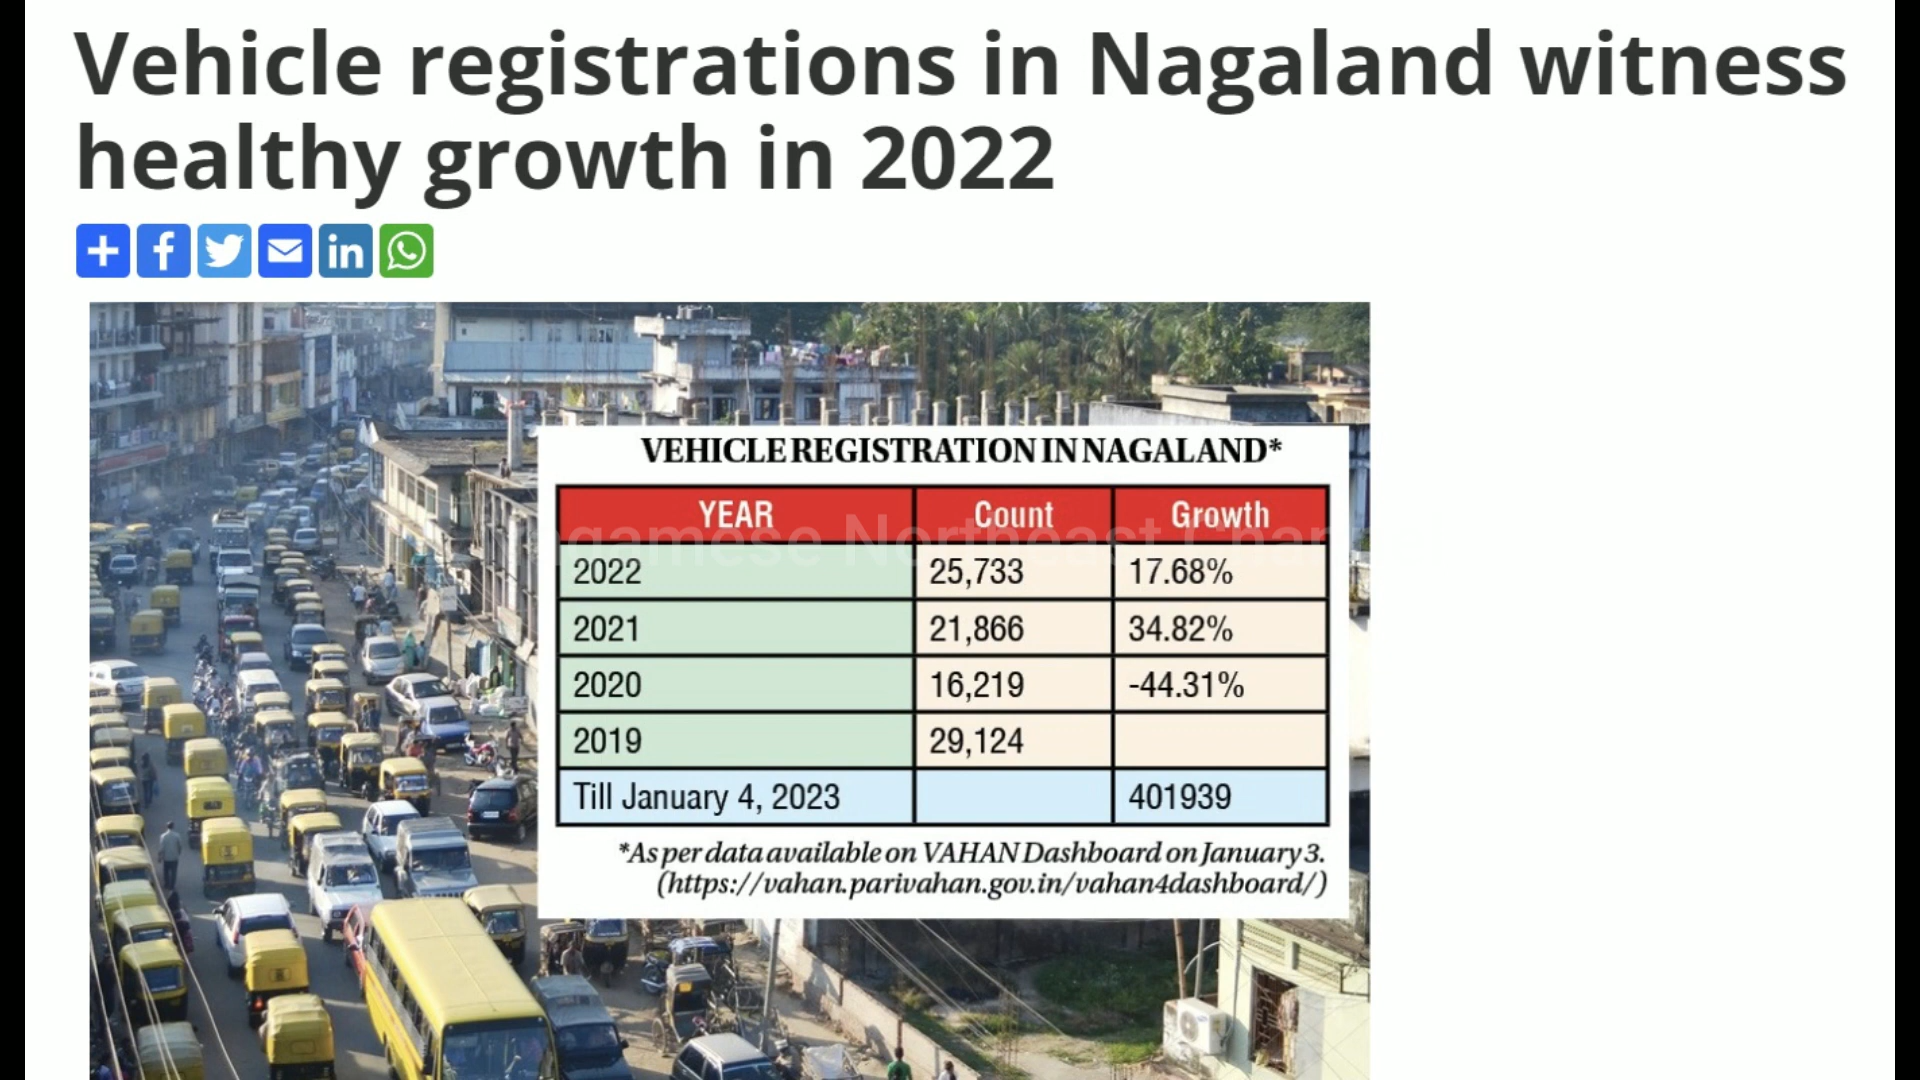 Vehicle registrations in Nagaland witness
healthy growth in 2022
VEHICLE REGISTRATION IN NAGALAND*
YEAR Count Growth
2022 25,733 17.68%
2021 21,866 34.82%
2020 16,219 -44.31%
2019 29,124
Till January 4, 2023 401939
*As per data available on VAHAN Dashboard on January 3.
(https://vahan.parivahan.gov.in/vahan4dashboard/)